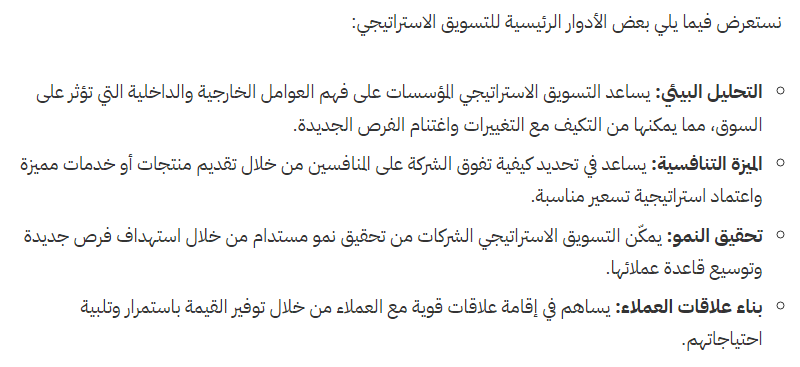 نستعرض فيما يلي بعض الأدوار الرئيسية للتسويق الاستراتيجي:
التحليل البيئي: يساعد التسويق الاستراتيجي المؤسسات على فهم العوامل الخارجية والداخلية التي تؤثر على
السوق، مما يمكنها من التكيف مع التغييرات واغتنام الفرص الجديدة.
الميزة التنافسية: يساعد في تحديد كيفية تفوق الشركة على المنافسين من خلال تقديم منتجات أو خدمات مميزة
واعتماد استراتيجية تسعير مناسبة.
تحقيق النمو: يمكّن التسويق الاستراتيجي الشركات من تحقيق نمو مستدام من خلال استهداف فرص جديدة
وتوسيع قاعدة عملائها.
بناء علاقات العملاء: يساهم في إقامة علاقات قوية مع العملاء من خلال توفير القيمة باستمرار وتلبية
احتياجاتهم.